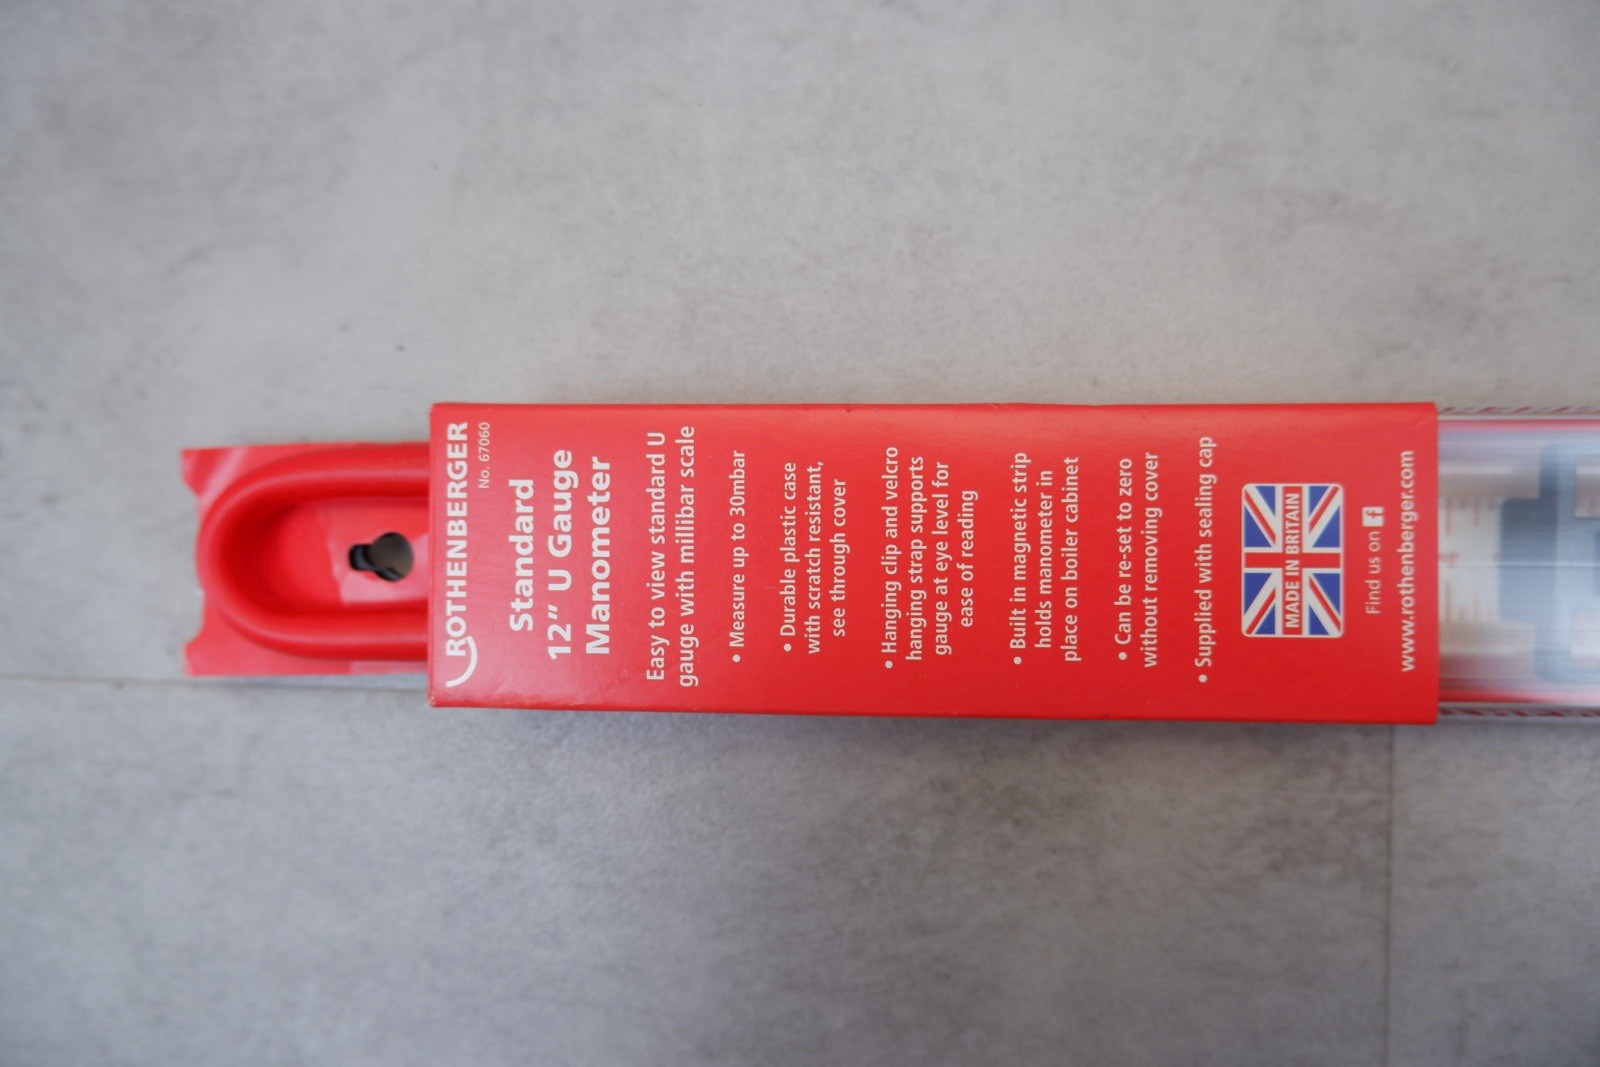 ROTHENBERGER
No. 67060
Standard
12” U Gauge
Manometer
Easy to view standard U
gauge with millibar scale
• Measure up to 30mbar
• Durable plastic case
with scratch resistant,
see through cover
• Hanging clip and velcro
hanging strap supports
gauge at eye level for
ease of reading
• Built in magnetic strip
holds manometer in
place on boiler cabinet
• Can be re-set to zero
without removing cover
• Supplied with sealing cap
MADE IN BRITAIN
Find us on f
www.rothenberger.com